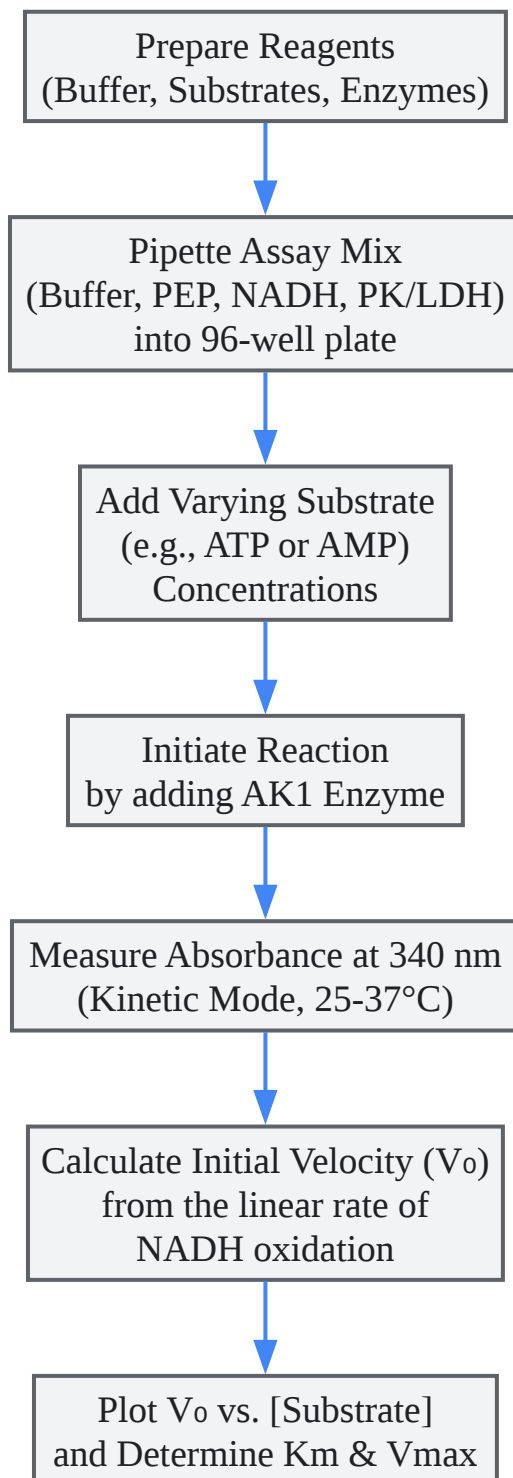 Prepare Reagents
(Buffer, Substrates, Enzymes)
Pipette Assay Mix
(Buffer, PEP, NADH, PK/LDH)
into 96-well plate
Add Varying Substrate
(e.g., ATP or AMP)
Concentrations
Initiate Reaction
by adding AK1 Enzyme
Measure Absorbance at 340 nm
(Kinetic Mode, 25-37°C)
Calculate Initial Velocity (V₀)
from the linear rate of
NADH oxidation
Plot V₀ vs. [Substrate]
and Determine Km & Vmax